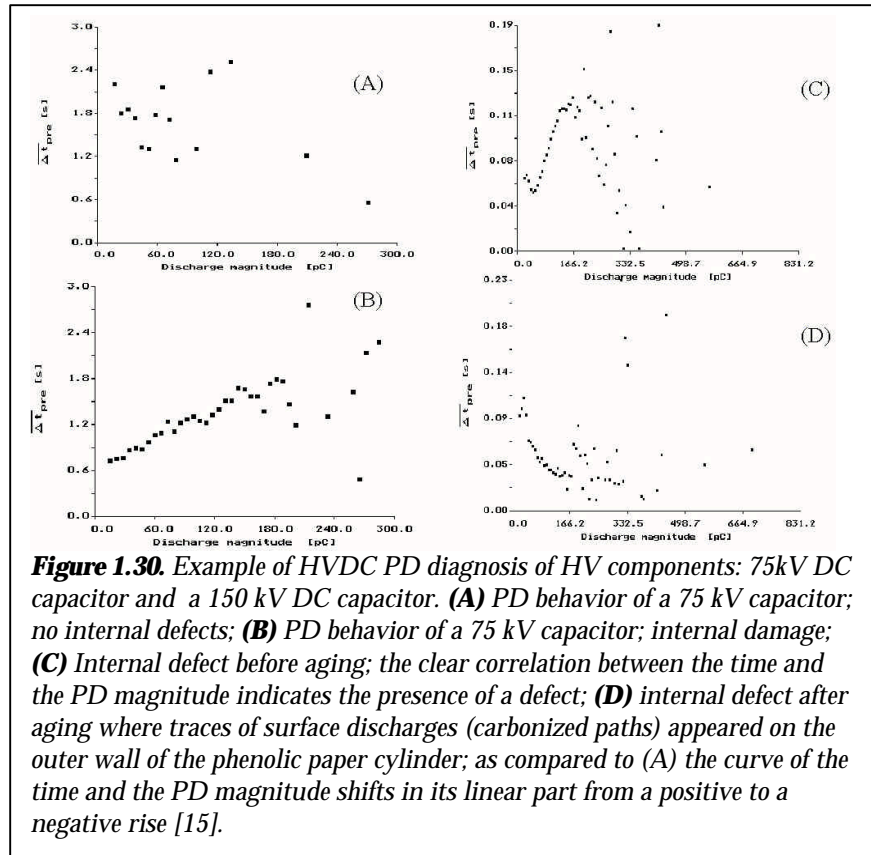 3.0
2.4
1.8
1.2
0.6
0.0
Δt pre [s]
(A)
0.0 60.0 120.0 180.0 240.0 300.0
Discharge magnitude [pC]
0.19
0.15
0.11
0.08
0.04
0.00
Δt pre [s]
(C)
0.0 166.2 332.5 498.7 664.9 831.2
Discharge magnitude [pC]
3.0
2.4
1.8
1.2
0.6
0.0
Δt pre [s]
(B)
0.0 60.0 120.0 180.0 240.0 300.0
Discharge magnitude [pC]
0.23
0.18
0.14
0.09
0.05
0.00
Δt pre [s]
(D)
0.0 166.2 332.5 498.7 664.9 831.2
Discharge magnitude [pC]
Figure 1.30. Example of HVDC PD diagnosis of HV components: 75kV DC
capacitor and a 150 kV DC capacitor. (A) PD behavior of a 75 kV capacitor;
no internal defects; (B) PD behavior of a 75 kV capacitor; internal damage;
(C) Internal defect before aging; the clear correlation between the time and
the PD magnitude indicates the presence of a defect; (D) internal defect after
aging where traces of surface discharges (carbonized paths) appeared on the
outer wall of the phenolic paper cylinder; as compared to (A) the curve of the
time and the PD magnitude shifts in its linear part from a positive to a
negative rise [15].